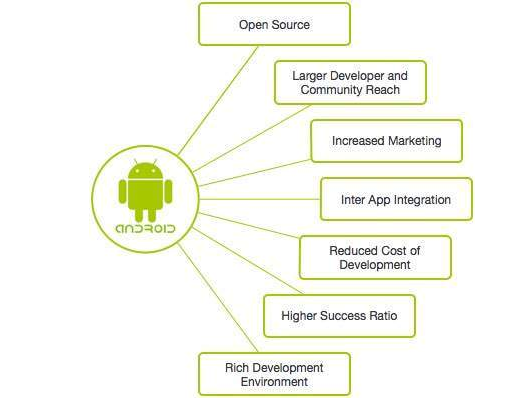 Open Source
Larger Developer and
Community Reach
Increased Marketing
Inter App Integration
ANDROID
Reduced Cost of
Development
Higher Success Ratio
Rich Development
Environment